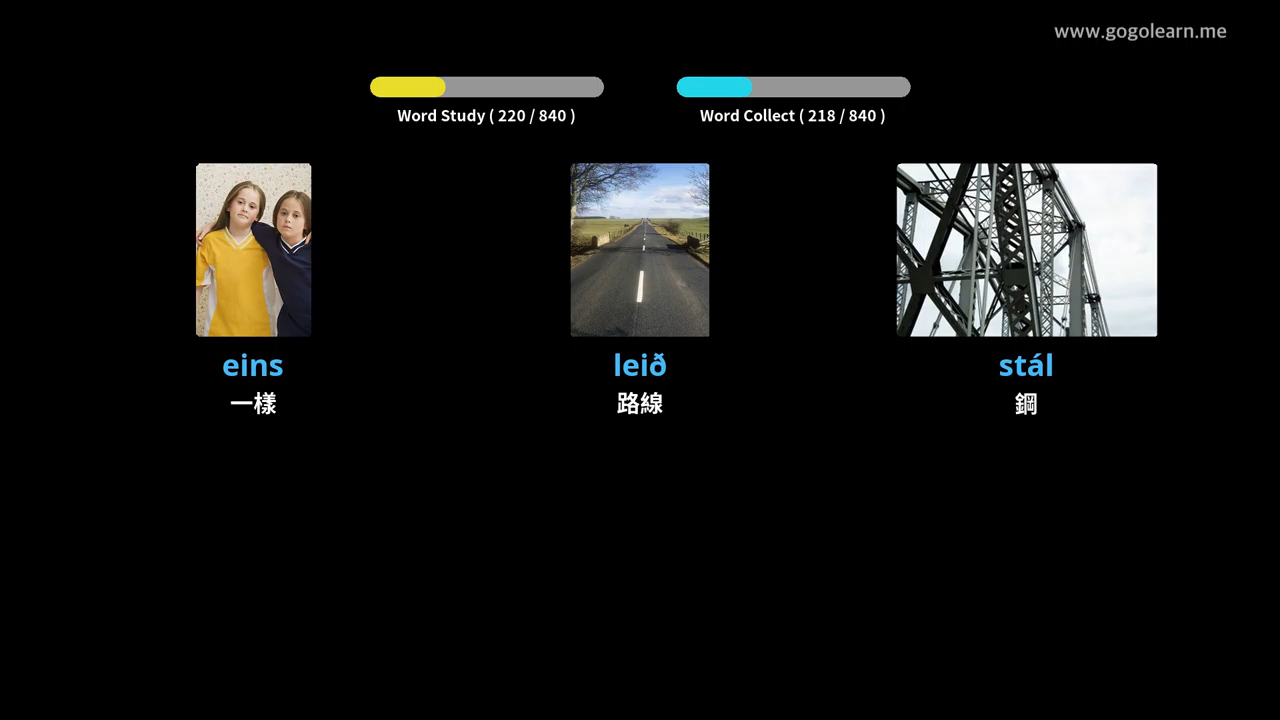 www.gogolearn.me
Word Study ( 220 / 840 )
Word Collect ( 218 / 840 )
eins
一樣
leið
路線
stál
鋼